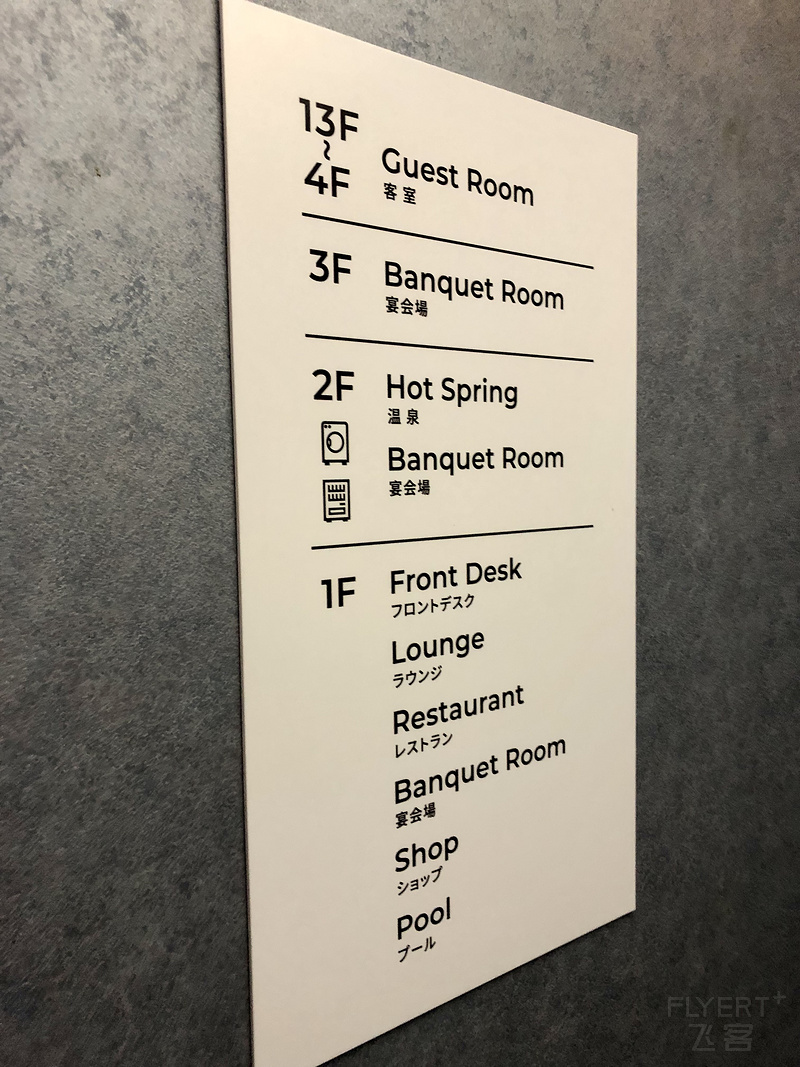 13F
~
4F
Guest Room
客室
3F
Banquet Room
宴会場
2F
Hot Spring
温泉
Banquet Room
宴会場
1F
Front Desk
フロントデスク
Lounge
ラウンジ
Restaurant
レストラン
Banquet Room
宴会場
Shop
ショップ
Pool
プール
FLYERT+
飞客